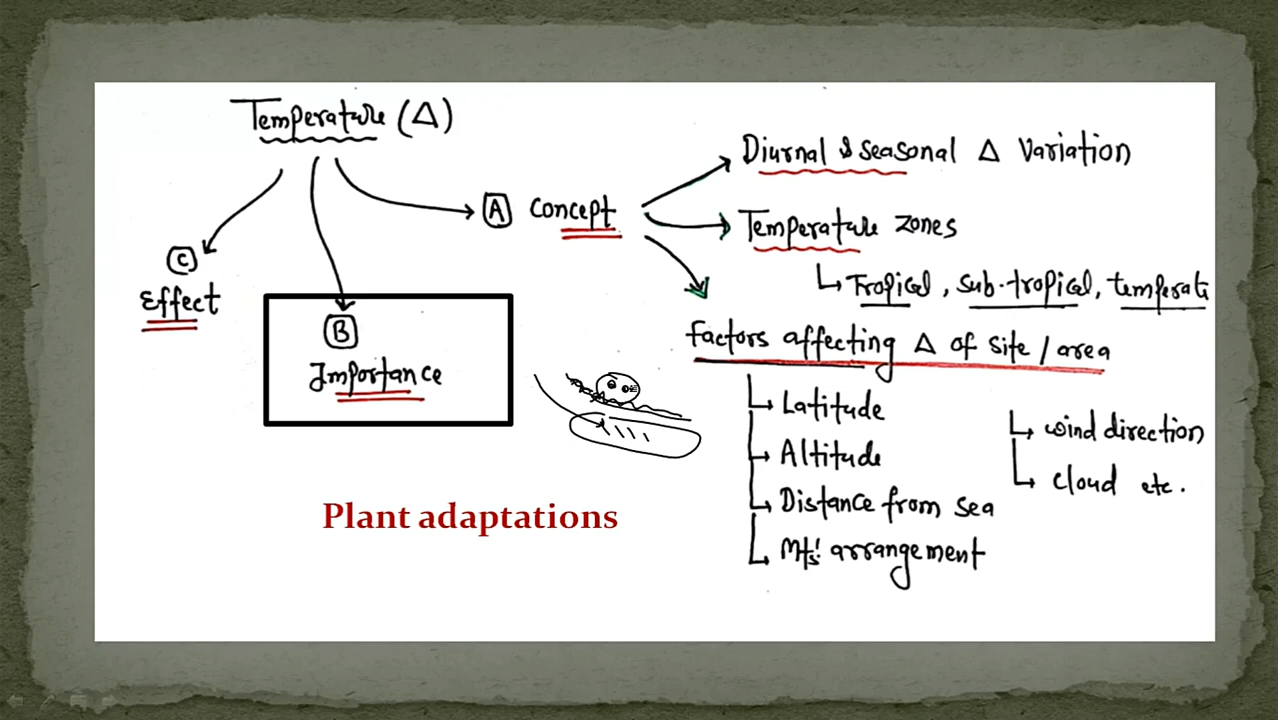 Temperature (Δ)
Ⓐ Concept
Diurnal & seasonal Δ Variation
Temperature zones
Tropical, sub-tropical, temperate
Factors affecting Δ of site / area
Latitude
Altitude
Distance from sea
Mts! arrangement
wind direction
cloud etc.
Ⓑ
Importance
Ⓒ
Effect
Plant adaptations